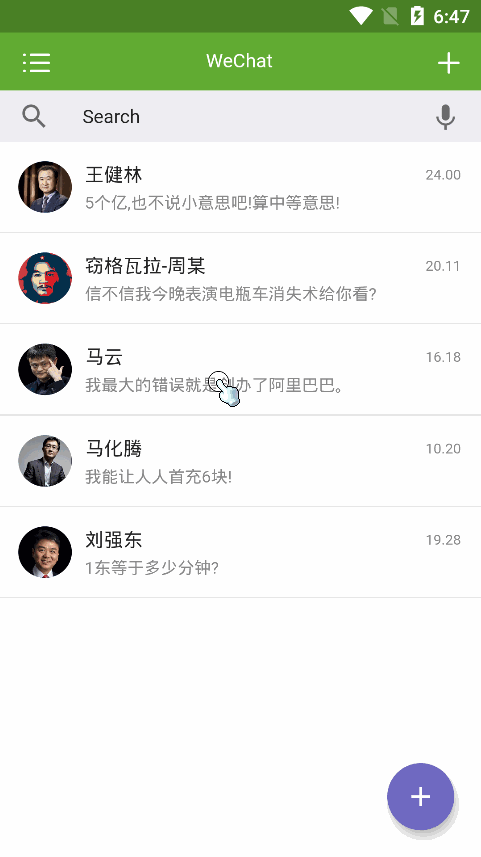 6:47
WeChat
Search
王健林 24.00
5个亿,也不说小意思吧!算中等意思!
窃格瓦拉-周某 20.11
信不信我今晚表演电瓶车消失术给你看?
马云 16.18
我最大的错误就是创办了阿里巴巴。
马化腾 10.20
我能让人人首充6块!
刘强东 19.28
1东等于多少分钟?